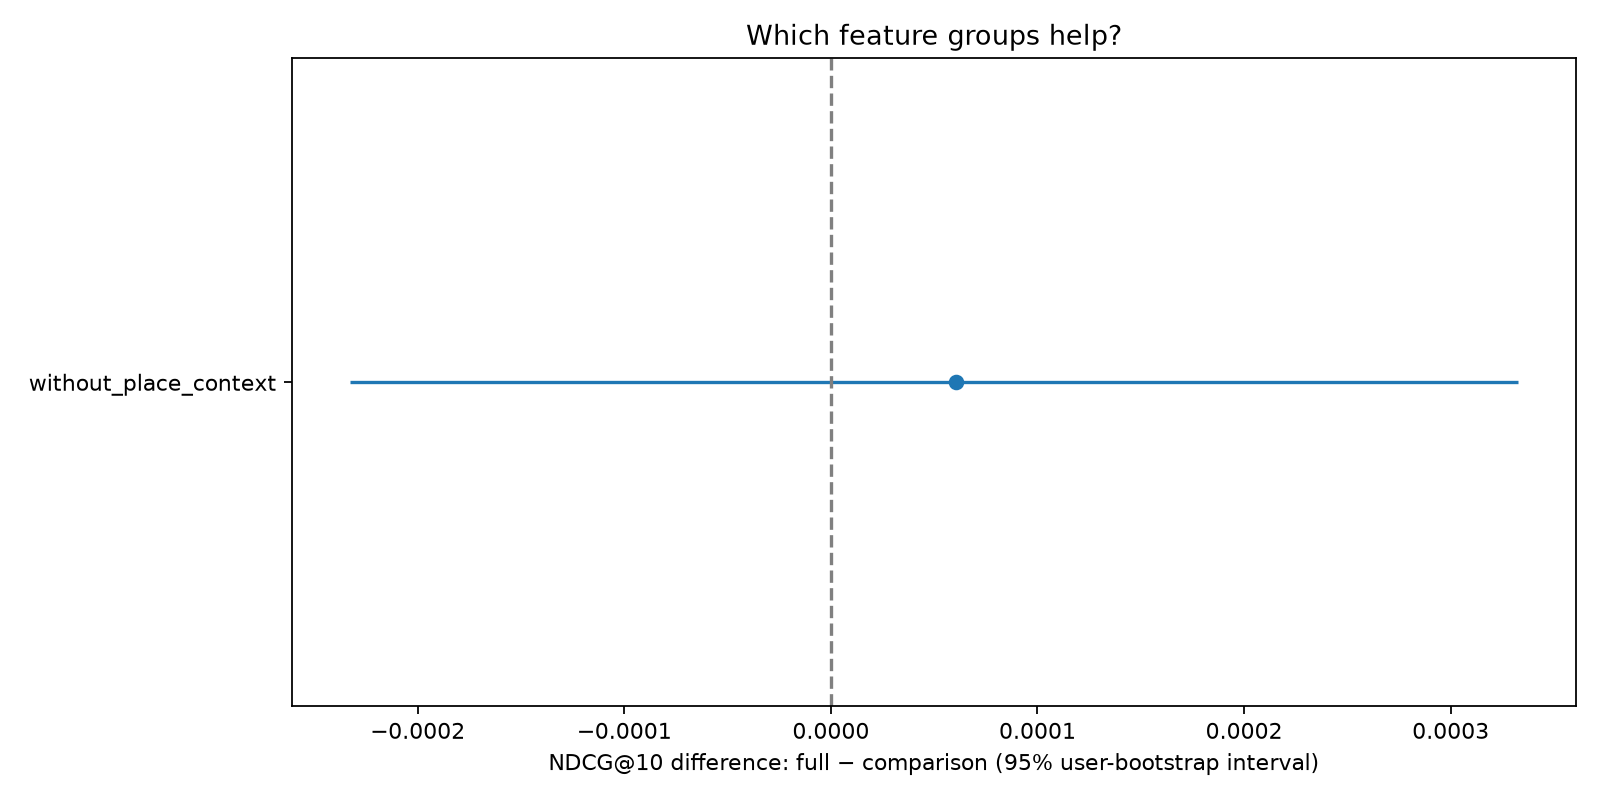 Which feature groups help?
without_place_context
−0.0002 −0.0001 0.0000 0.0001 0.0002 0.0003
NDCG@10 difference: full − comparison (95% user-bootstrap interval)